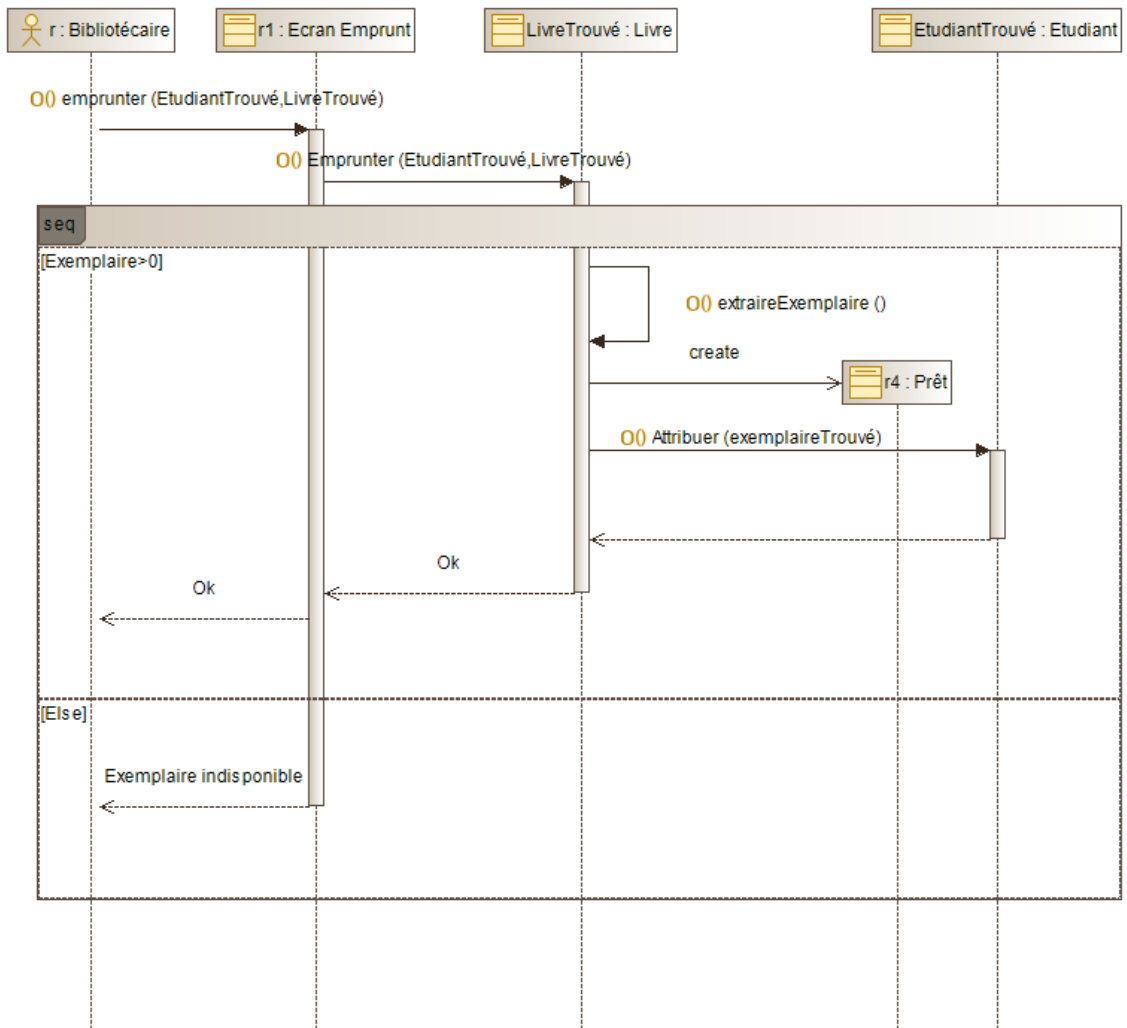 r : Bibliotécaire
r1 : Ecran Emprunt
LivreTrouvé : Livre
EtudiantTrouvé : Etudiant
O() emprunter (EtudiantTrouvé,LivreTrouvé)
O() Emprunter (EtudiantTrouvé,LivreTrouvé)
seq
[Exemplaire>0]
O() extraireExemplaire ()
create
r4 : Prêt
O() Attribuer (exemplaireTrouvé)
Ok
Ok
[Else]
Exemplaire indisponible